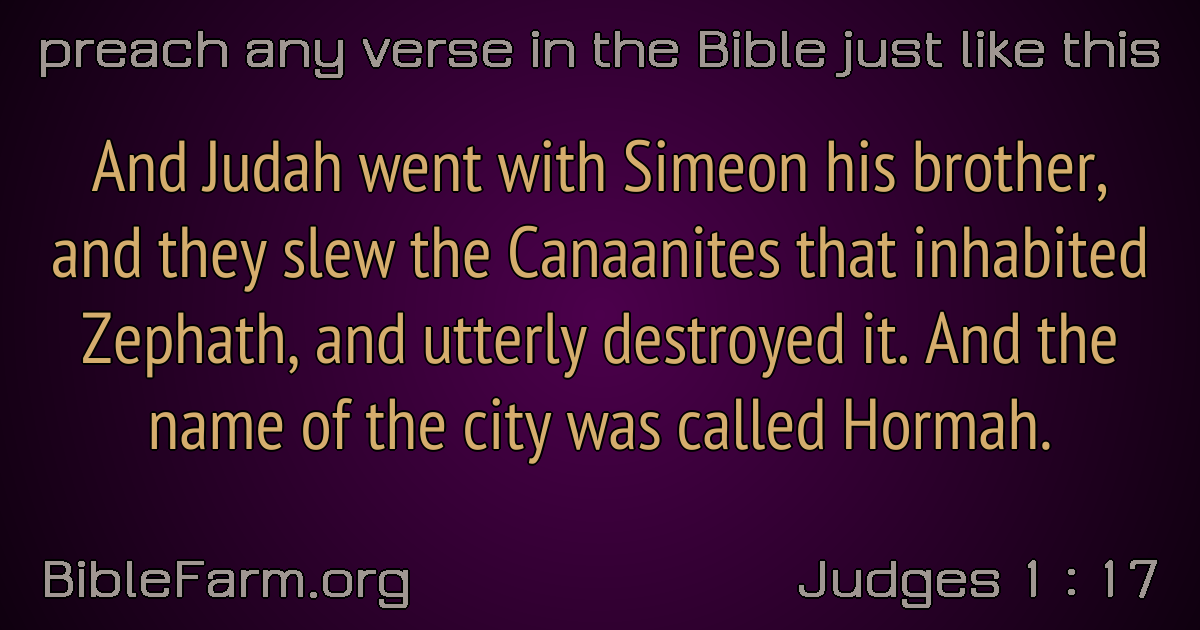 preach any verse in the Bible just like this
And Judah went with Simeon his brother,
and they slew the Canaanites that inhabited
Zephath, and utterly destroyed it. And the
name of the city was called Hormah.
BibleFarm.org
Judges 1 : 17